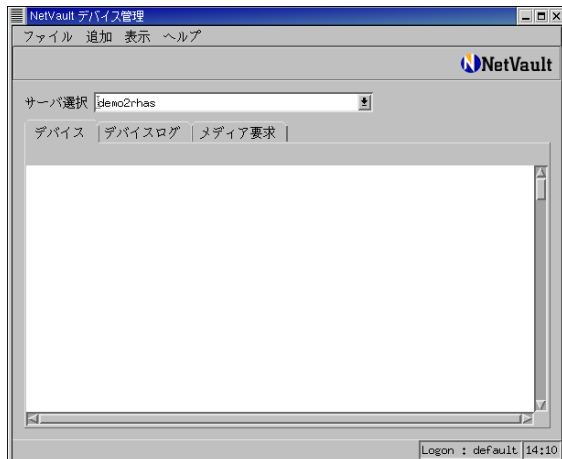 NetVault デバイス管理
ファイル 追加 表示 ヘルプ
NetVault
サーバ選択 demo2rhas
デバイス デバイスログ メディア要求
Logon : default 14:10